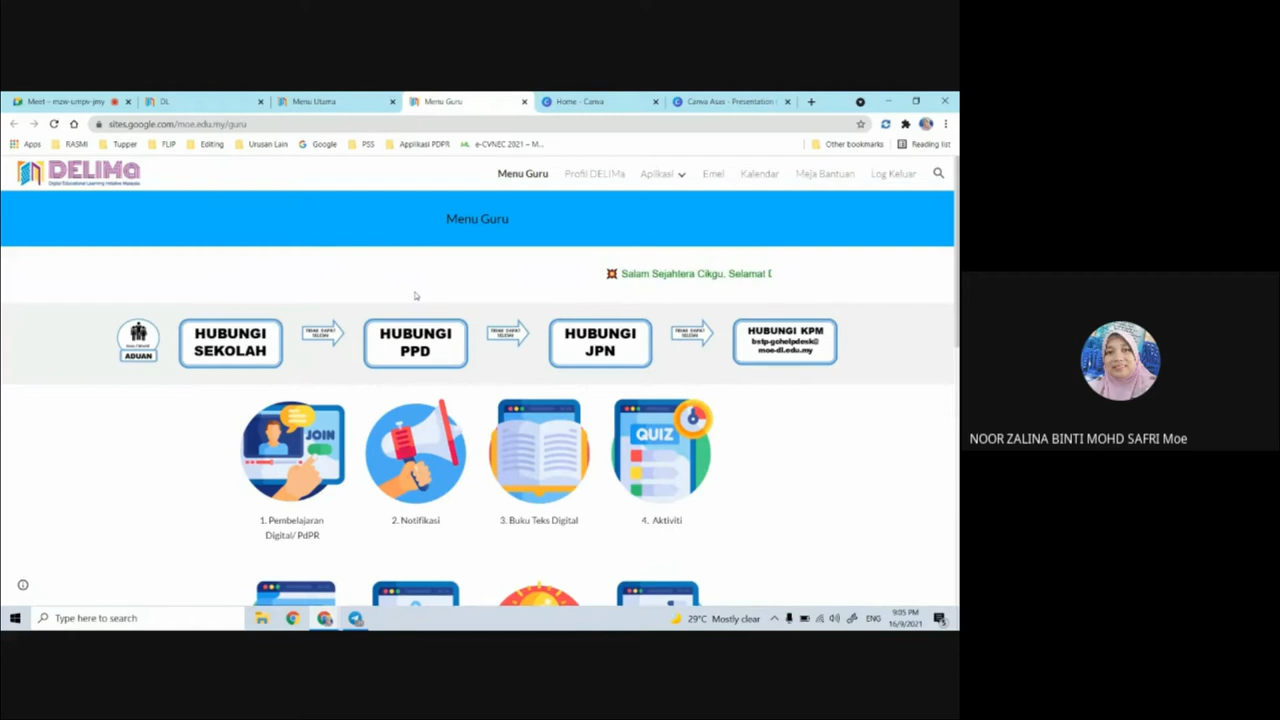 Meet - mzw-umpv-jmy
DL
Menu Utama
Menu Guru
Home - Canva
Canva Asas - Presentation
sites.google.com/moe.edu.my/guru
Apps
RASMI
Tupper
FLIP
Editing
Urusan Lain
Google
PSS
Applikasi PDPR
e-CVNEC 2021 – M...
Other bookmarks
Reading list
DELIMa
Digital Educational Learning Initiative Malaysia
Menu Guru
Profil DELIMa
Aplikasi
Emel
Kalendar
Meja Bantuan
Log Keluar
Menu Guru
Salam Sejahtera Cikgu. Selamat D
ADUAN
HUBUNGI
SEKOLAH
HUBUNGI
PPD
HUBUNGI
JPN
HUBUNGI KPM
bstp-gchelpdesk@
moe-dl.edu.my
JOIN
QUIZ
1. Pembelajaran
Digital/ PdPR
2. Notifikasi
3. Buku Teks Digital
4. Aktiviti
Type here to search
29°C Mostly clear
ENG
9:05 PM
16/9/2021
NOOR ZALINA BINTI MOHD SAFRI Moe